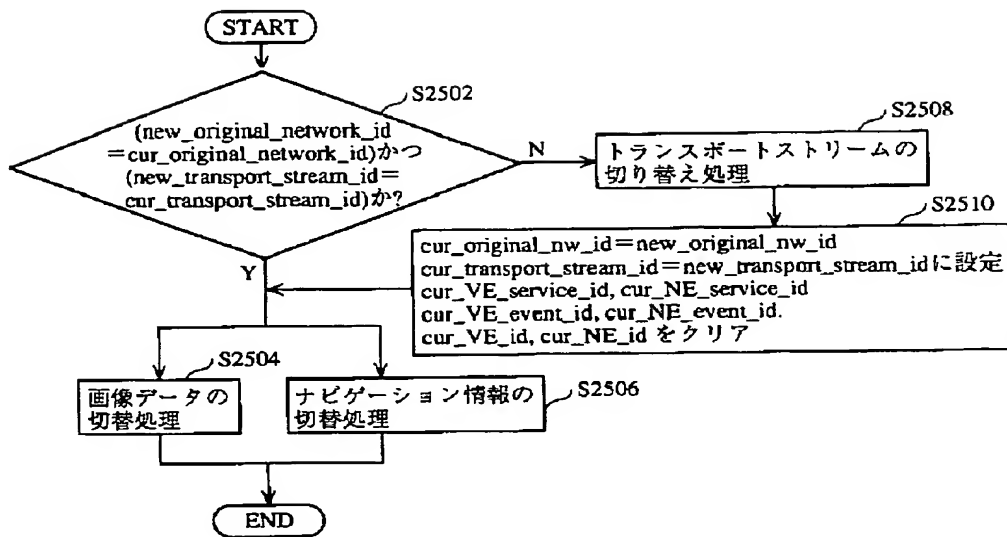 START
S2502
(new_original_network_id
=cur_original_network_id)かつ
(new_transport_stream_id=
cur_transport_stream_id)か?
N
Y
S2508
トランスポートストリームの
切り替え処理
S2510
cur_original_nw_id=new_original_nw_id
cur_transport_stream_id=new_transport_stream_idに設定
cur_VE_service_id, cur_NE_service_id
cur_VE_event_id, cur_NE_event_id.
cur_VE_id, cur_NE_id をクリア
S2504
画像データの
切替処理
S2506
ナビゲーション情報の
切替処理
END